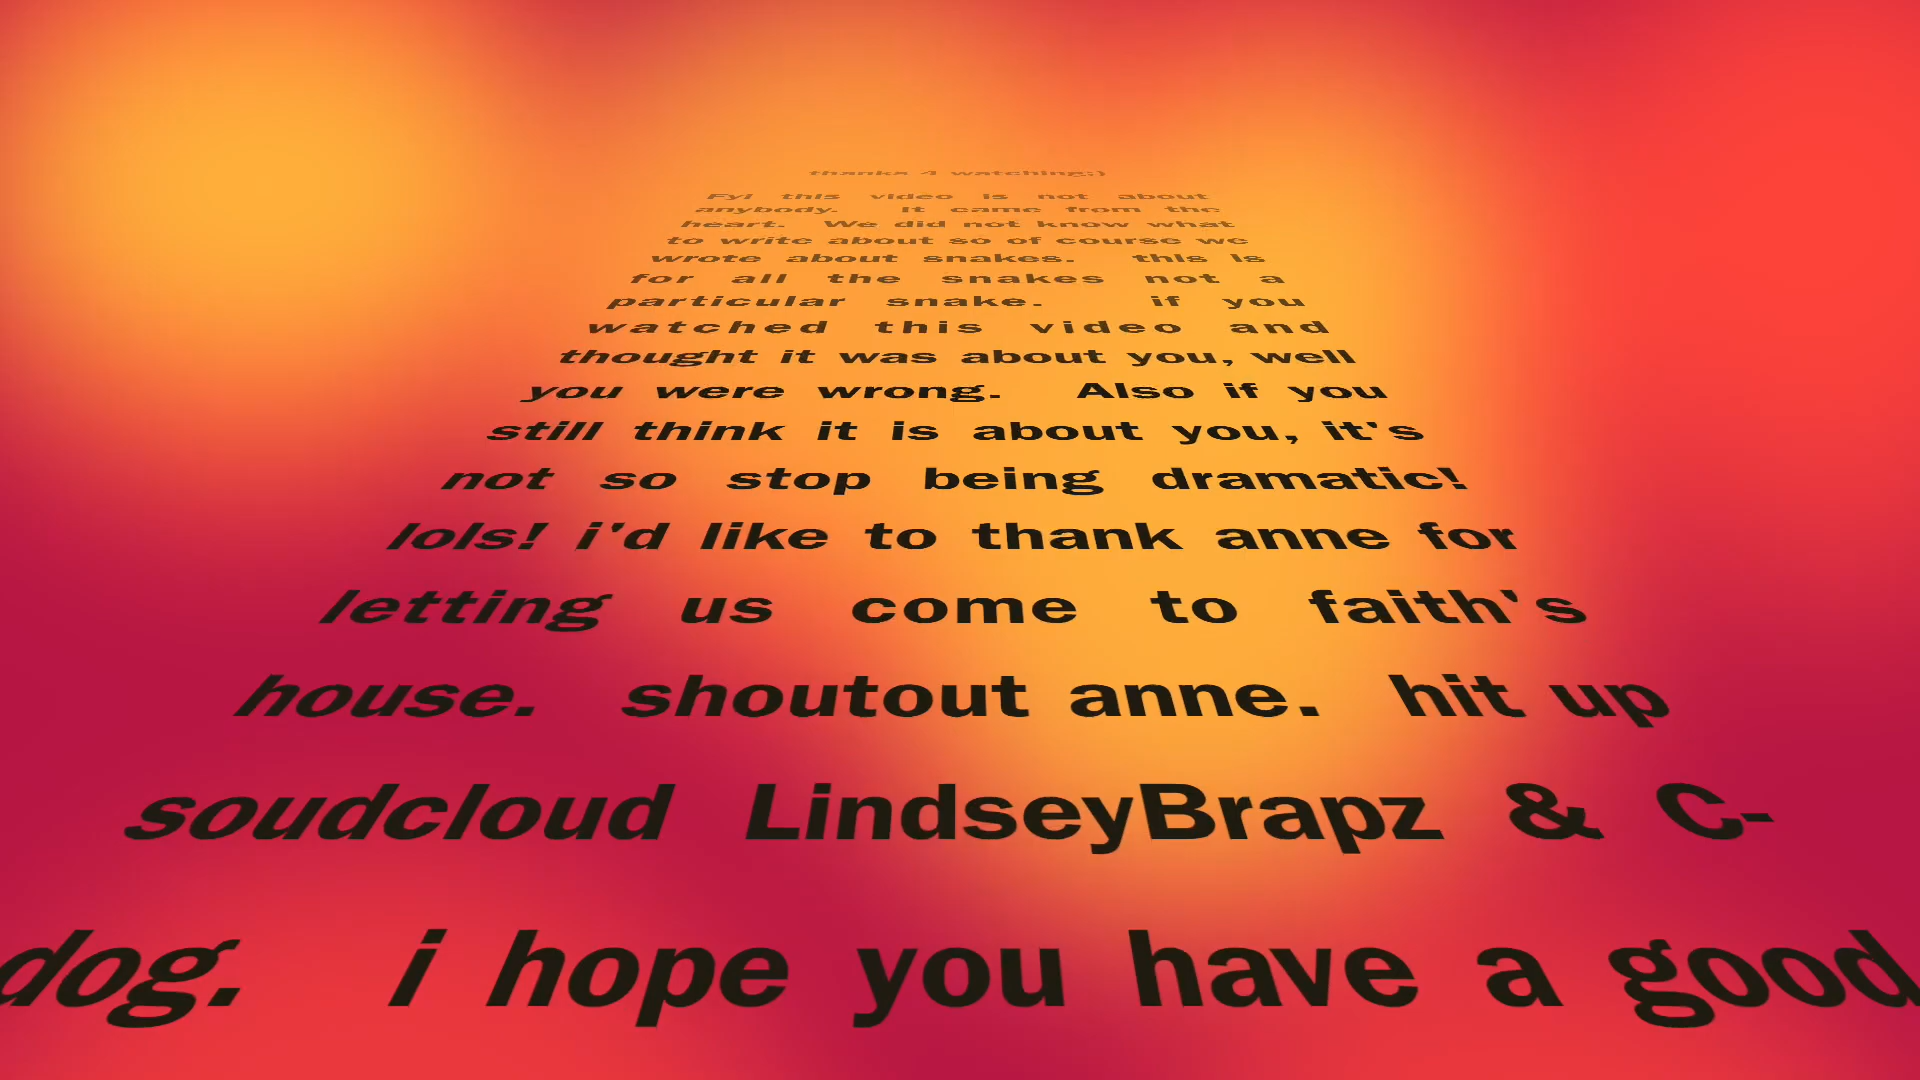 thanks 4 watching:)
Fyi this video is not about
anybody. It came from the
heart. We did not know what
to write about so of course we
wrote about snakes. this is
for all the snakes not a
particular snake. if you
watched this video and
thought it was about you, well
you were wrong. Also if you
still think it is about you, it's
not so stop being dramatic!
lols! i'd like to thank anne for
letting us come to faith's
house. shoutout anne. hit up
soudcloud LindseyBrapz & C-
dog. i hope you have a good